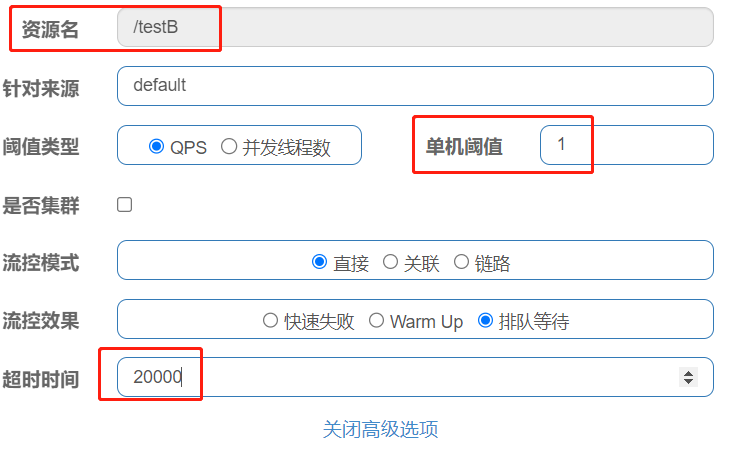 资源名 /testB
针对来源 default
阈值类型 QPS 并发线程数 单机阈值 1
是否集群
流控模式 直接 关联 链路
流控效果 快速失败 Warm Up 排队等待
超时时间 20000
关闭高级选项